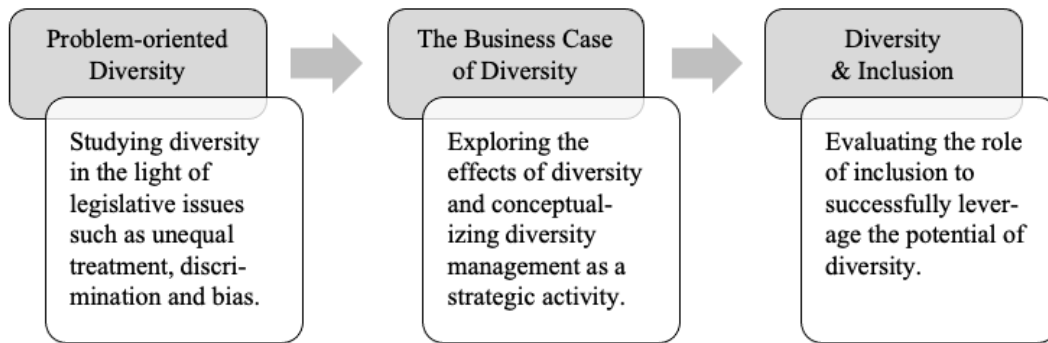 Problem-oriented
Diversity
Studying diversity
in the light of
legislative issues
such as unequal
treatment, discri-
mination and bias.
The Business Case
of Diversity
Exploring the
effects of diversity
and conceptual-
izing diversity
management as a
strategic activity.
Diversity
& Inclusion
Evaluating the role
of inclusion to
successfully lever-
age the potential of
diversity.